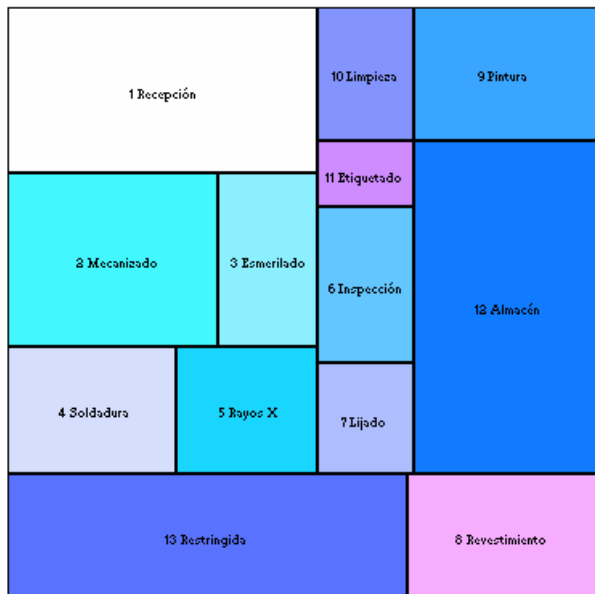 1 Recepción
10 Limpieza
9 Pintura
11 Etiquetado
2 Mecanizado
3 Esmerilado
6 Inspección
12 Almacén
4 Soldadura
5 Rayos X
7 Lijado
13 Restringida
8 Revestimiento